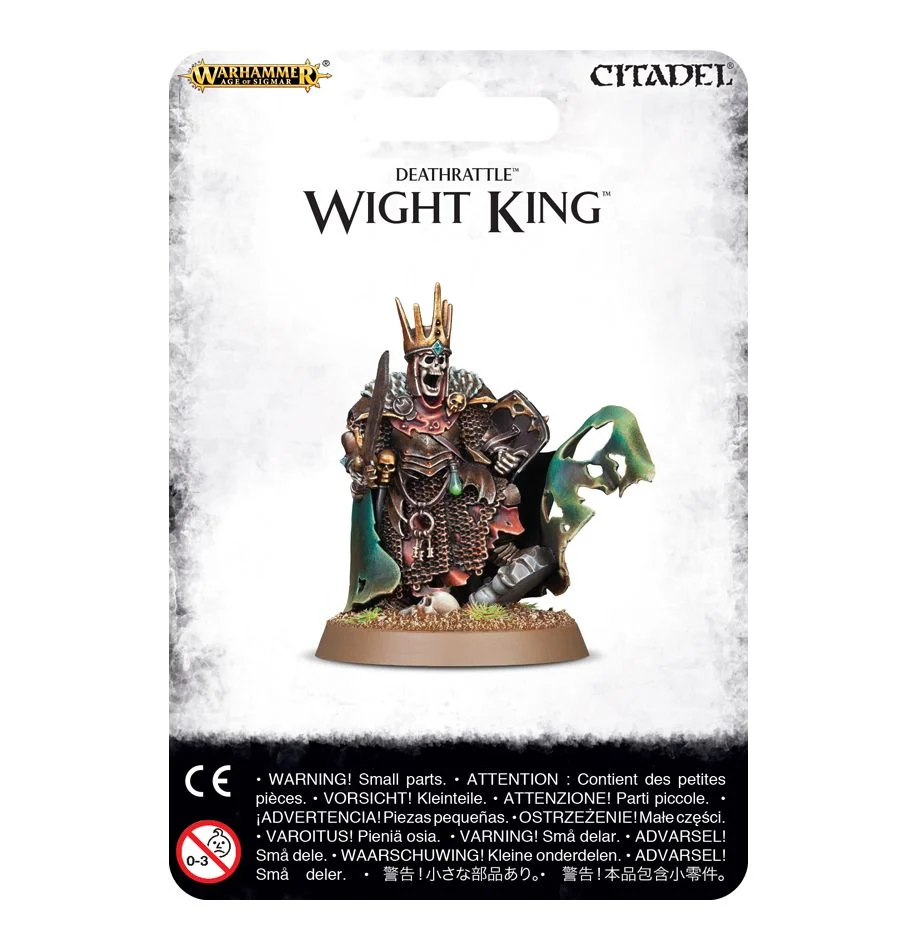 WARHAMMER®
AGE OF SIGMAR
CITADEL®
DEATHRATTLE™
WIGHT KING™
CE
• WARNING! Small parts. • ATTENTION : Contient des petites
pièces. • VORSICHT! Kleinteile. • ATTENZIONE! Parti piccole. •
¡ADVERTENCIA! Piezas pequeñas. • OSTRZEŻENIE! Małe części.
• VAROITUS! Pieniä osia. • VARNING! Små delar. • ADVARSEL!
Små dele. • WAARSCHUWING! Kleine onderdelen. • ADVARSEL!
Små deler. • 警告！小さな部品あり。• 警告！本品包含小零件。
0-3